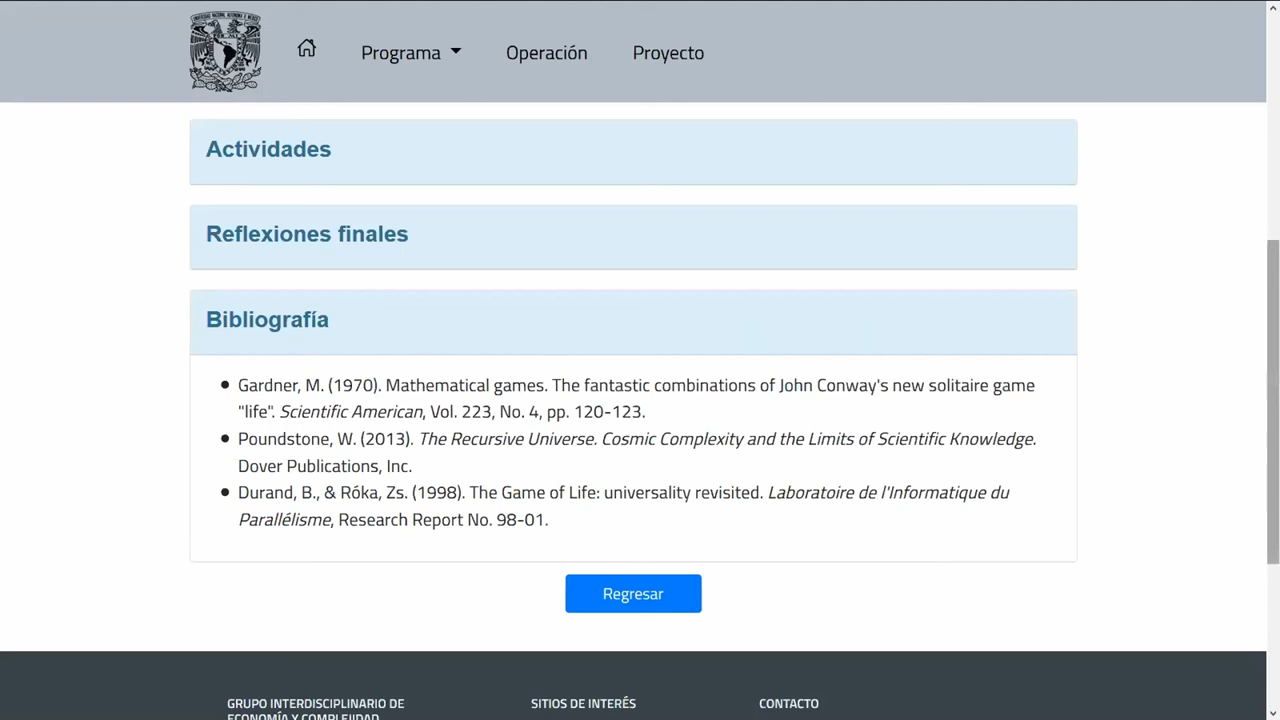 Programa
Operación
Proyecto
Actividades
Reflexiones finales
Bibliografía
Gardner, M. (1970). Mathematical games. The fantastic combinations of John Conway's new solitaire game
"life". Scientific American, Vol. 223, No. 4, pp. 120-123.
Poundstone, W. (2013). The Recursive Universe. Cosmic Complexity and the Limits of Scientific Knowledge.
Dover Publications, Inc.
Durand, B., & Róka, Zs. (1998). The Game of Life: universality revisited. Laboratoire de l'Informatique du
Parallélisme, Research Report No. 98-01.
Regresar
GRUPO INTERDISCIPLINARIO DE
ECONOMÍA Y COMPLEJIDAD
SITIOS DE INTERÉS
CONTACTO